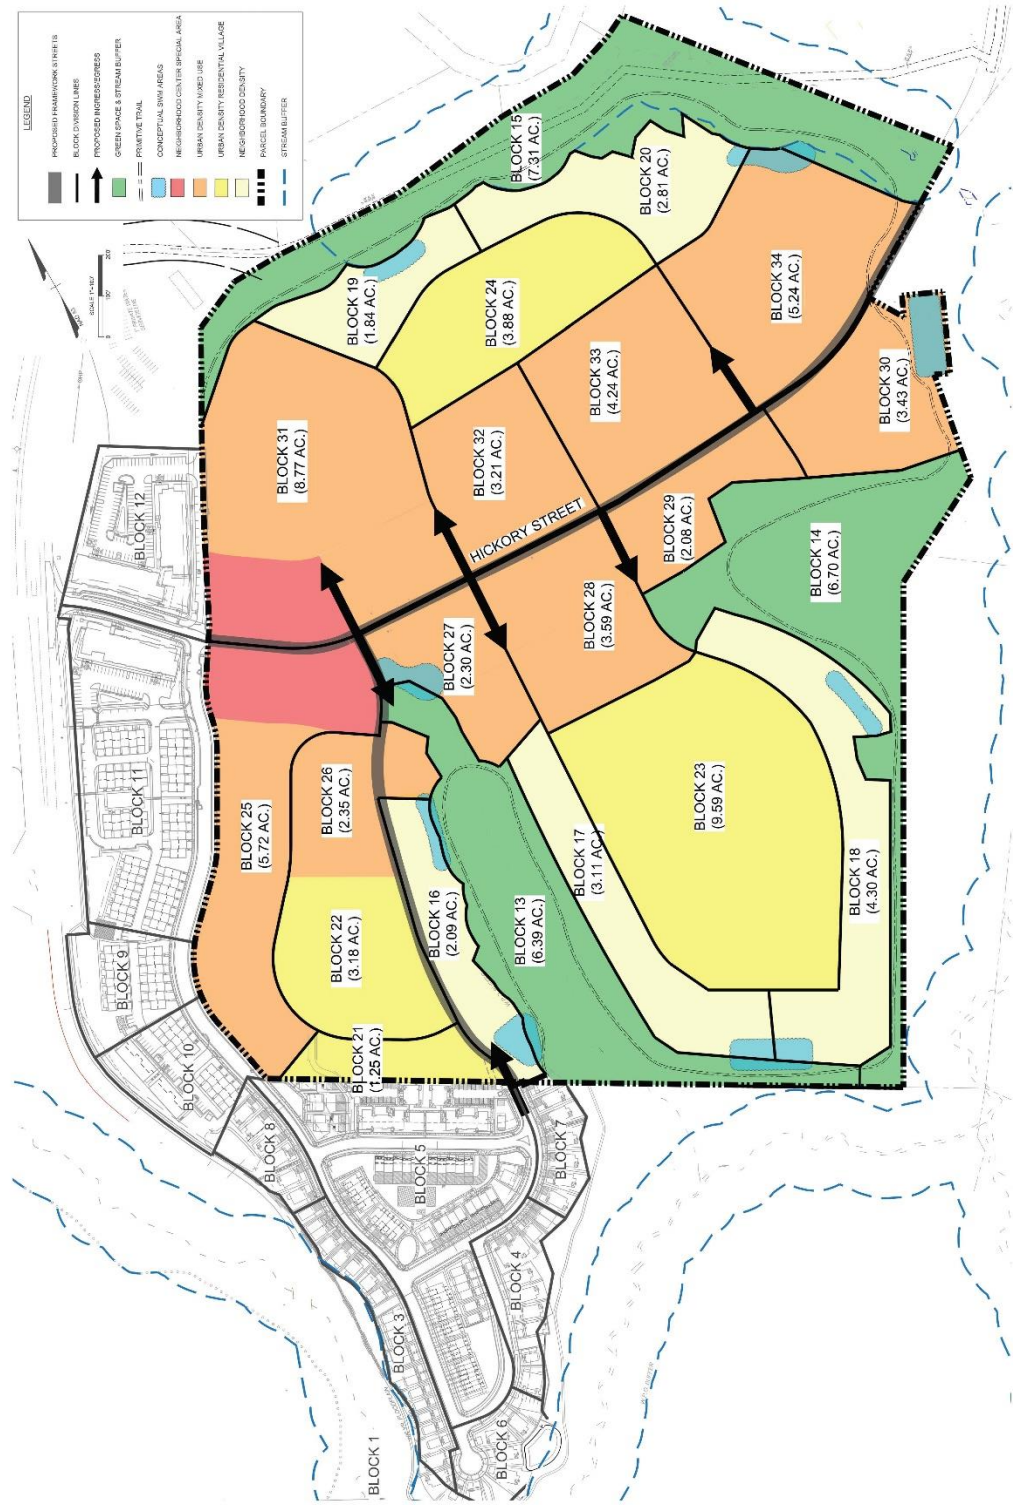 LEGEND
PROPOSED FRAMEWORK STREETS
BLOCK DIVISION LINES
PROPOSED INGRESS/EGRESS
GREEN SPACE & STREAM BUFFER
PRIMITIVE TRAIL
CONCEPTUAL SWM AREAS
NEIGHBORHOOD CENTER SPECIAL AREA
URBAN DENSITY MIXED USE
URBAN DENSITY RESIDENTIAL VILLAGE
NEIGHBORHOOD DENSITY
PARCEL BOUNDARY
STREAM BUFFER
NAD 83
SCALE 1"=100'
0
100'
200'
BLOCK 12
BLOCK 11
BLOCK 9
BLOCK 10
BLOCK 8
BLOCK 5
BLOCK 7
BLOCK 4
BLOCK 3
BLOCK 6
BLOCK 1
BLOCK 15
(7.31 AC.)
BLOCK 20
(2.81 AC.)
BLOCK 19
(1.84 AC.)
BLOCK 24
(3.88 AC.)
BLOCK 34
(5.24 AC.)
BLOCK 33
(4.24 AC.)
BLOCK 30
(3.43 AC.)
BLOCK 31
(8.77 AC.)
BLOCK 32
(3.21 AC.)
HICKORY STREET
BLOCK 29
(2.08 AC.)
BLOCK 14
(6.70 AC.)
BLOCK 28
(3.59 AC.)
BLOCK 27
(2.30 AC.)
BLOCK 23
(9.59 AC.)
BLOCK 26
(2.35 AC.)
BLOCK 25
(5.72 AC.)
BLOCK 17
(3.11 AC.)
BLOCK 18
(4.30 AC.)
BLOCK 16
(2.09 AC.)
BLOCK 13
(6.39 AC.)
BLOCK 22
(3.18 AC.)
BLOCK 21
(1.25 AC.)